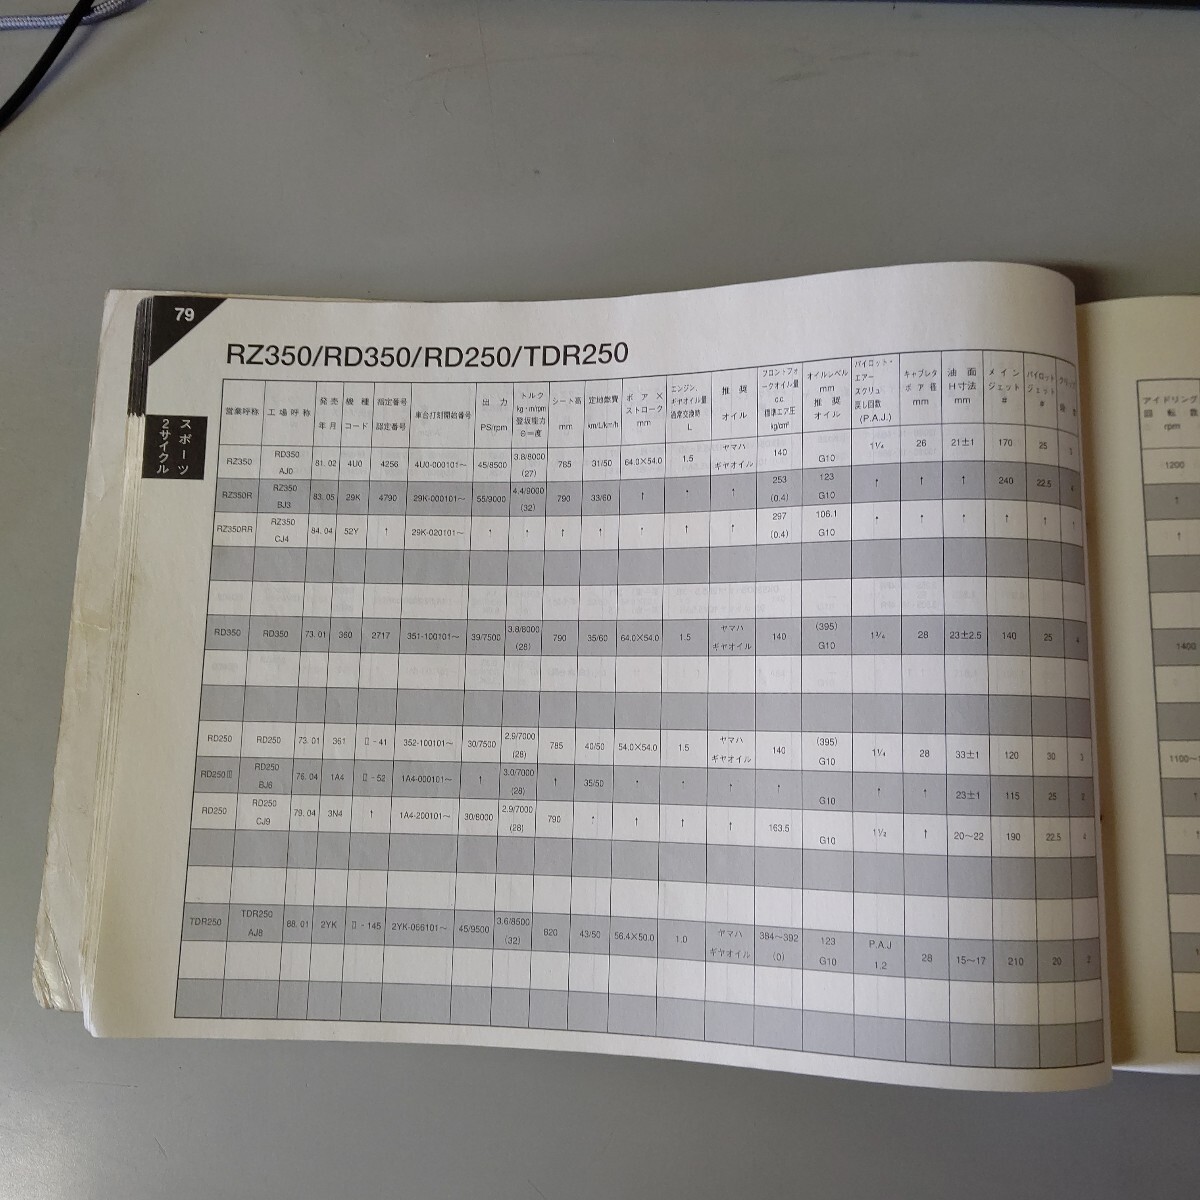 79
スポーツ
2サイクル
RZ350/RD350/RD250/TDR250
営業呼称 工場呼称 発売年月 機種コード 指定番号 認定番号 車台打刻開始番号 出力 PS/rpm トルク kg・m/rpm 登坂能力 シート高 mm 定地燃費 km/L/km/h ボア×ストローク mm エンジン、ギヤオイル量 L 推奨オイル フロントフォークオイル量 c.c. 標準エア圧 kg/cm² オイルレベル mm 推奨オイル パイロット・エアースクリュ戻し回数 (P.A.J.) キャブレタボア径 mm 油面H寸法 mm メインジェット # パイロットジェット #
RZ350 RD350 AJ0 81.02 4U0 4256 4U0-000101～ 45/8500 3.8/8000 (27) 785 31/50 64.0×54.0 1.5 ヤマハ ギヤオイル 140 G10 1¼ 26 21±1 170 25
RZ350R RZ350 BJ3 83.05 29K 4790 29K-000101～ 55/9000 4.4/9000 (32) 790 33/60 ↑ ↑ ↑ 253 (0.4) 123 G10 ↑ ↑ ↑ 240 22.5 4
RZ350RR RZ350 CJ4 84.04 52Y ↑ 29K-020101～ ↑ ↑ ↑ ↑ ↑ ↑ ↑ 297 (0.4) 106.1 G10 ↑ ↑ ↑ ↑ ↑ ↑
RD350 RD350 73.01 360 2717 351-100101～ 39/7500 3.8/8000 (28) 790 35/60 64.0×54.0 1.5 ヤマハ ギヤオイル 140 (395) G10 28 23±2.5 140 25 4
RD250 RD250 73.01 361 Ⅱ-41 352-100101～ 30/7500 2.9/7000 (28) 785 40/50 54.0×54.0 1.5 ヤマハ ギヤオイル 140 (395) G10 1¼ 28 33±1 120 30 3
RD250 BJ6 76.04 1A4 Ⅱ-52 1A4-000101～ ↑ 3.0/7000 (28) ↑ 35/50 ↑ ↑ ↑ ↑ G10 ↑ ↑ 23±1 115 25 2
RD250 RD250 CJ9 79.04 3N4 ↑ 1A4-200101～ 30/8000 2.9/7000 (28) 790 ↑ ↑ ↑ ↑ 163.5 G10 1½ ↑ 20～22 190 22.5 4
TDR250 TDR250 AJ8 88.01 2YK Ⅱ-145 2YK-066101～ 45/9500 3.6/8500 (32) 820 43/50 56.4×50.0 1.0 ヤマハ ギヤオイル 384～392 (0) 123 G10 P.A.J 1.2 28 15～17 210 20 2
アイドリング
回転数
rpm
1200
↑
↑
1400
1100～